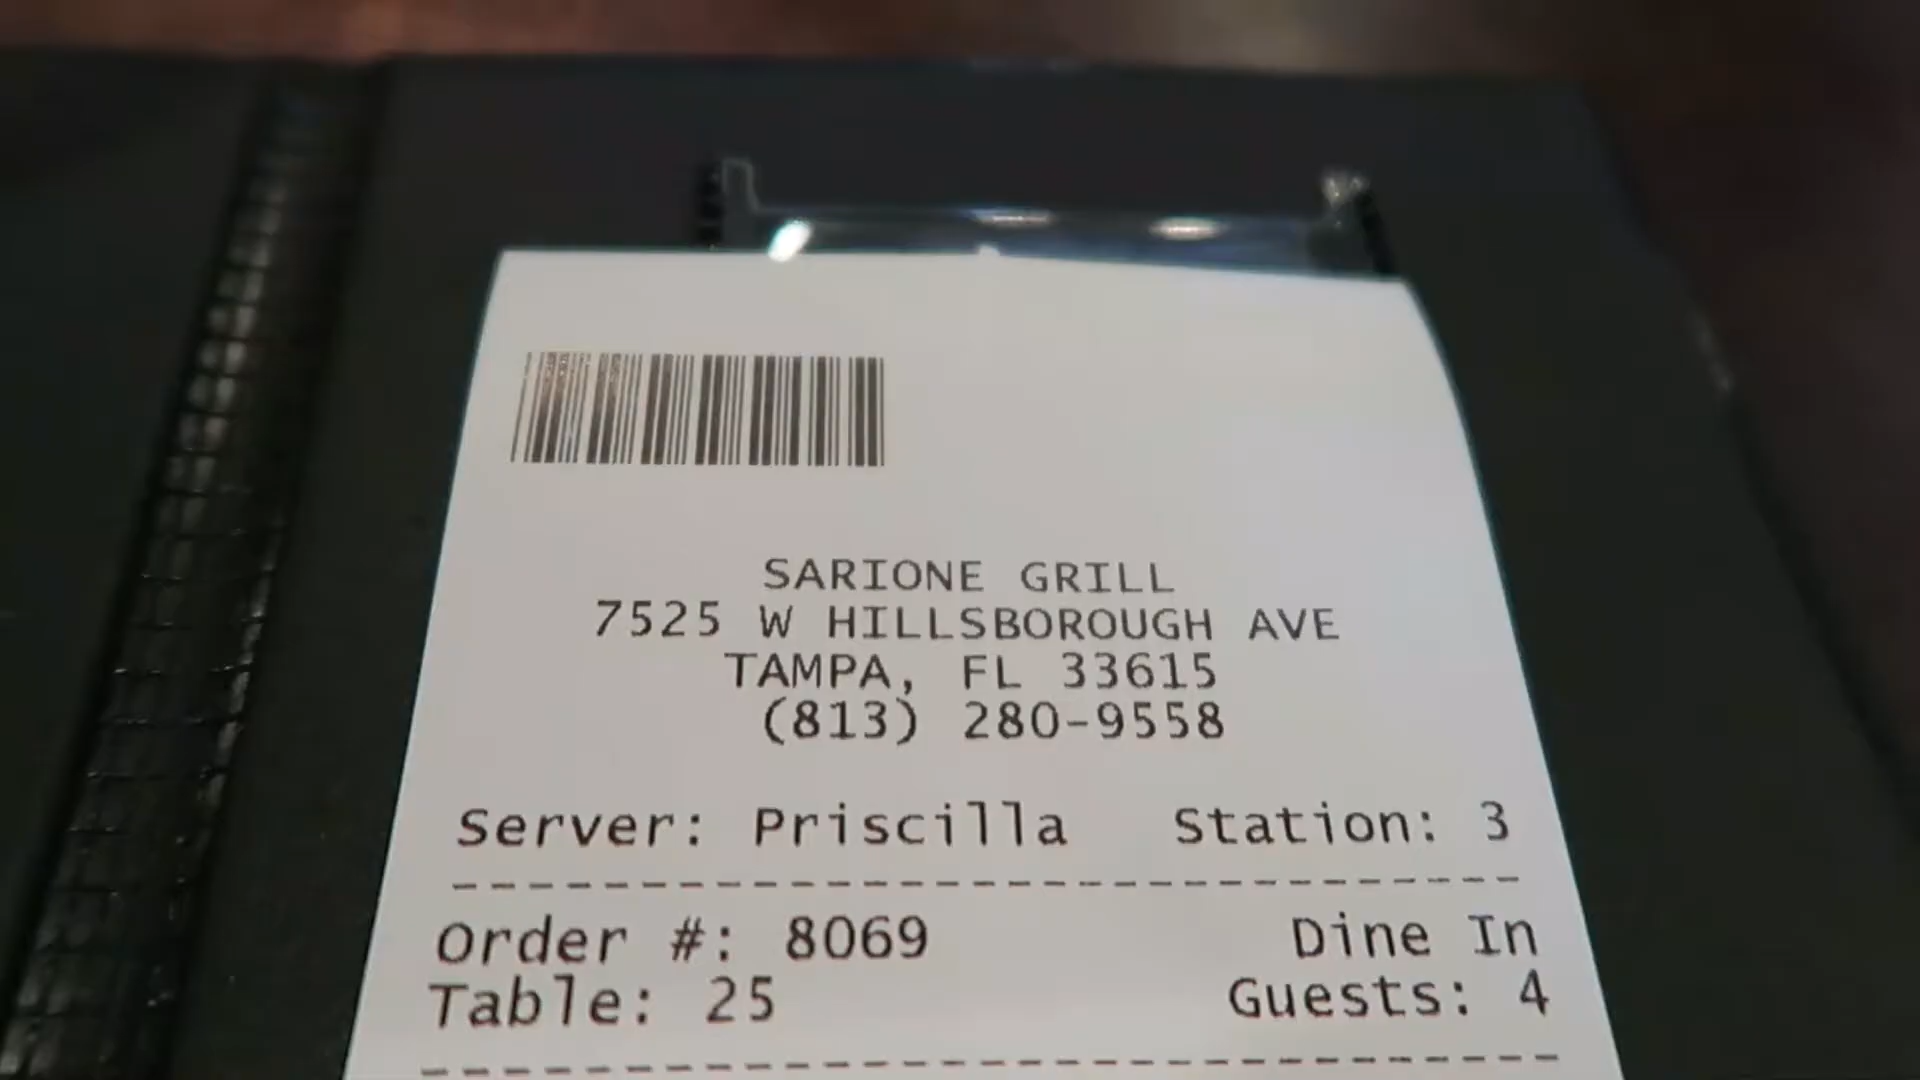 SARIONE GRILL
7525 W HILLSBOROUGH AVE
TAMPA, FL 33615
(813) 280-9558
Server: Priscilla Station: 3
Order #: 8069 Dine In
Table: 25 Guests: 4